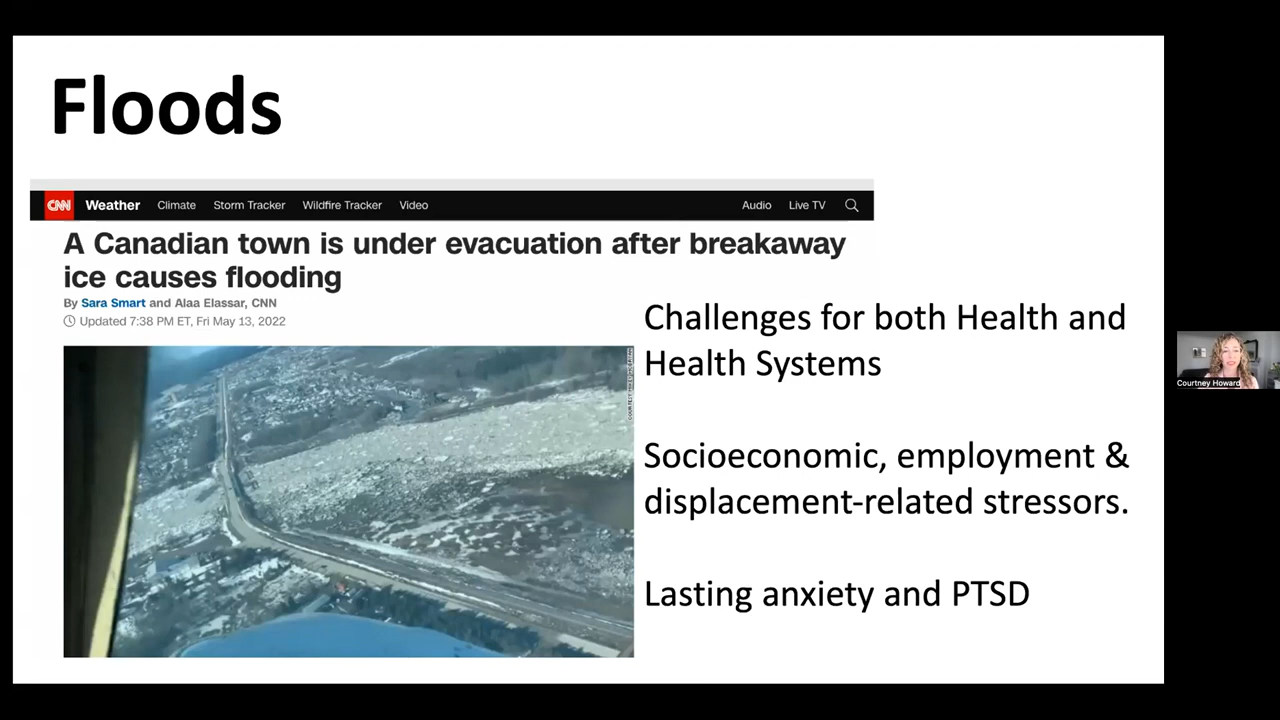 Floods
CNN Weather Climate Storm Tracker Wildfire Tracker Video Audio Live TV
A Canadian town is under evacuation after breakaway
ice causes flooding
By Sara Smart and Alaa Elassar, CNN
Updated 7:38 PM ET, Fri May 13, 2022
Challenges for both Health and
Health Systems
Socioeconomic, employment &
displacement-related stressors.
Lasting anxiety and PTSD
Courtney Howard